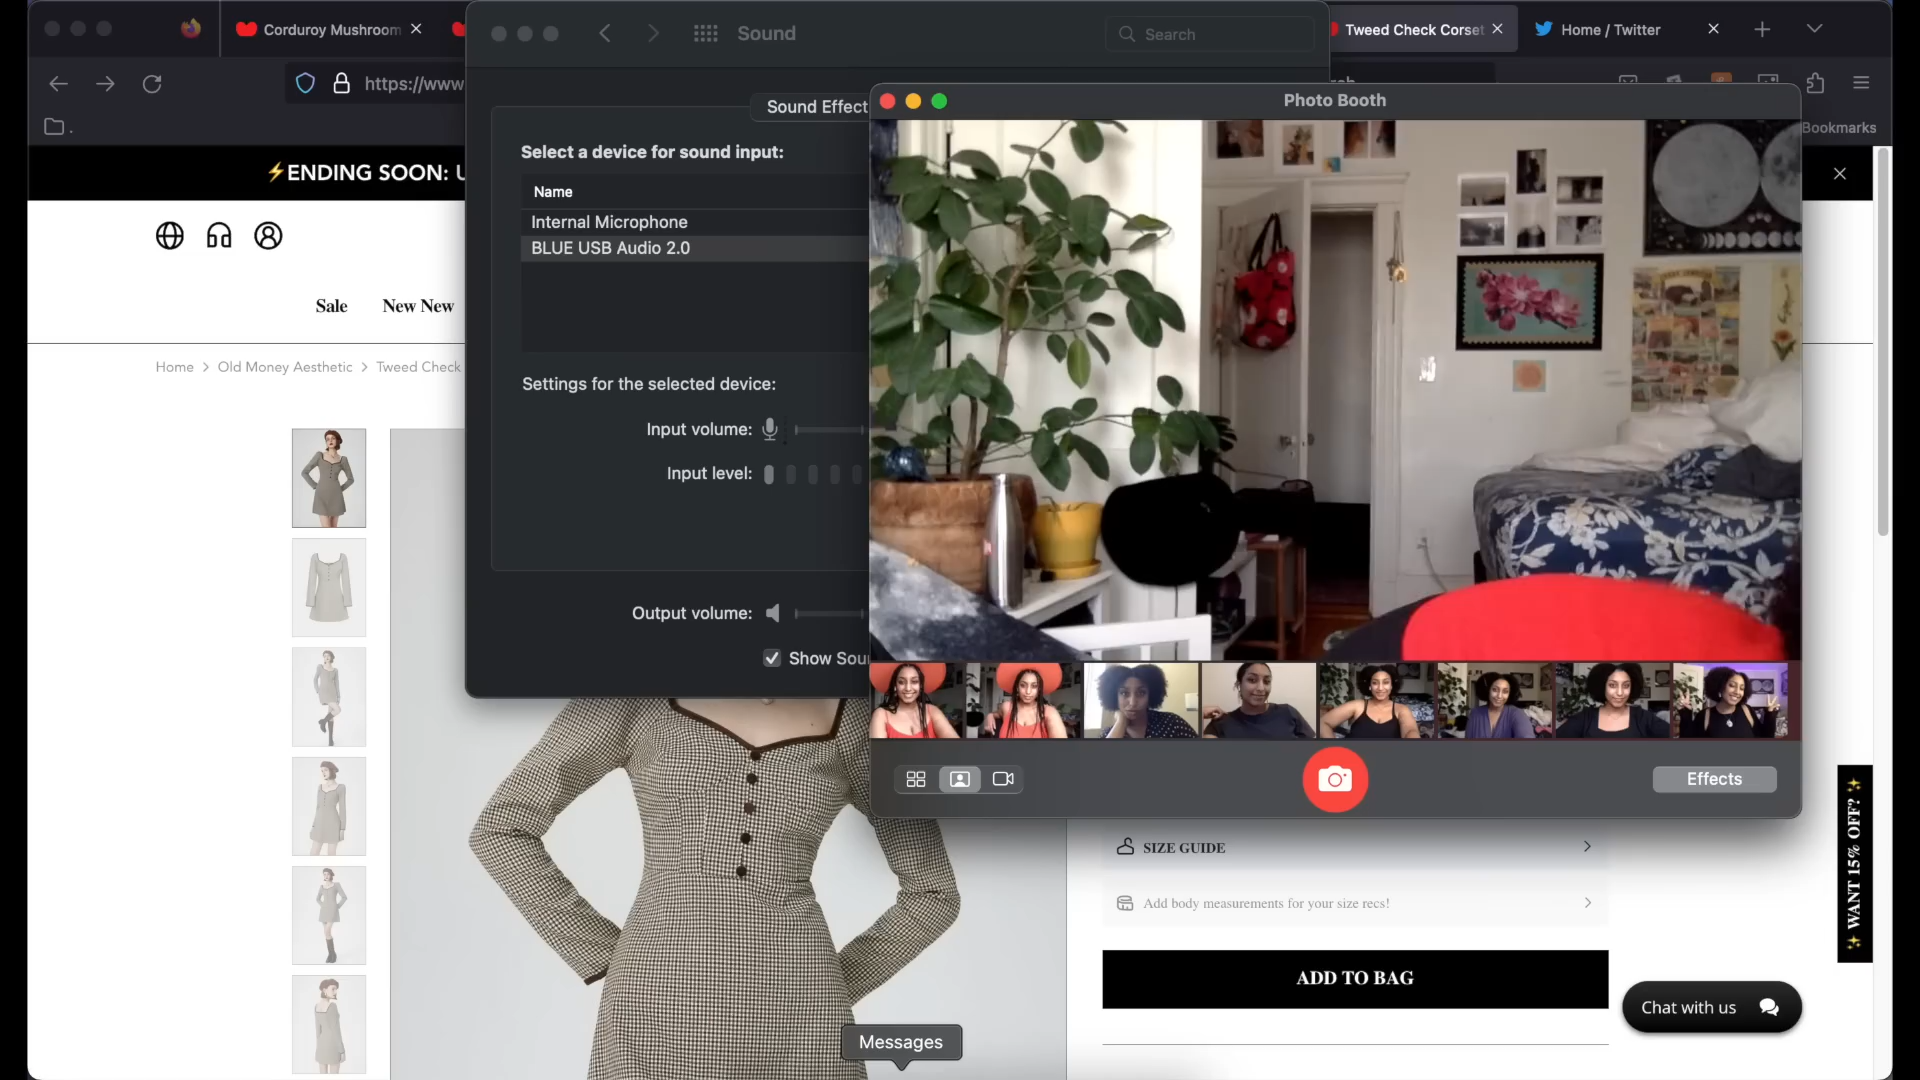 Corduroy Mushroom
Sound
Search
Tweed Check Corset
Home / Twitter
https://www
Photo Booth
Bookmarks
Sound Effect
⚡ENDING SOON:
Select a device for sound input:
Name
Internal Microphone
BLUE USB Audio 2.0
Sale
New New
Home > Old Money Aesthetic > Tweed Check
Settings for the selected device:
Input volume:
Input level:
Output volume:
Show Sou
Effects
✨ WANT 15% OFF? ✨
SIZE GUIDE
Add body measurements for your size recs!
ADD TO BAG
Chat with us
Messages